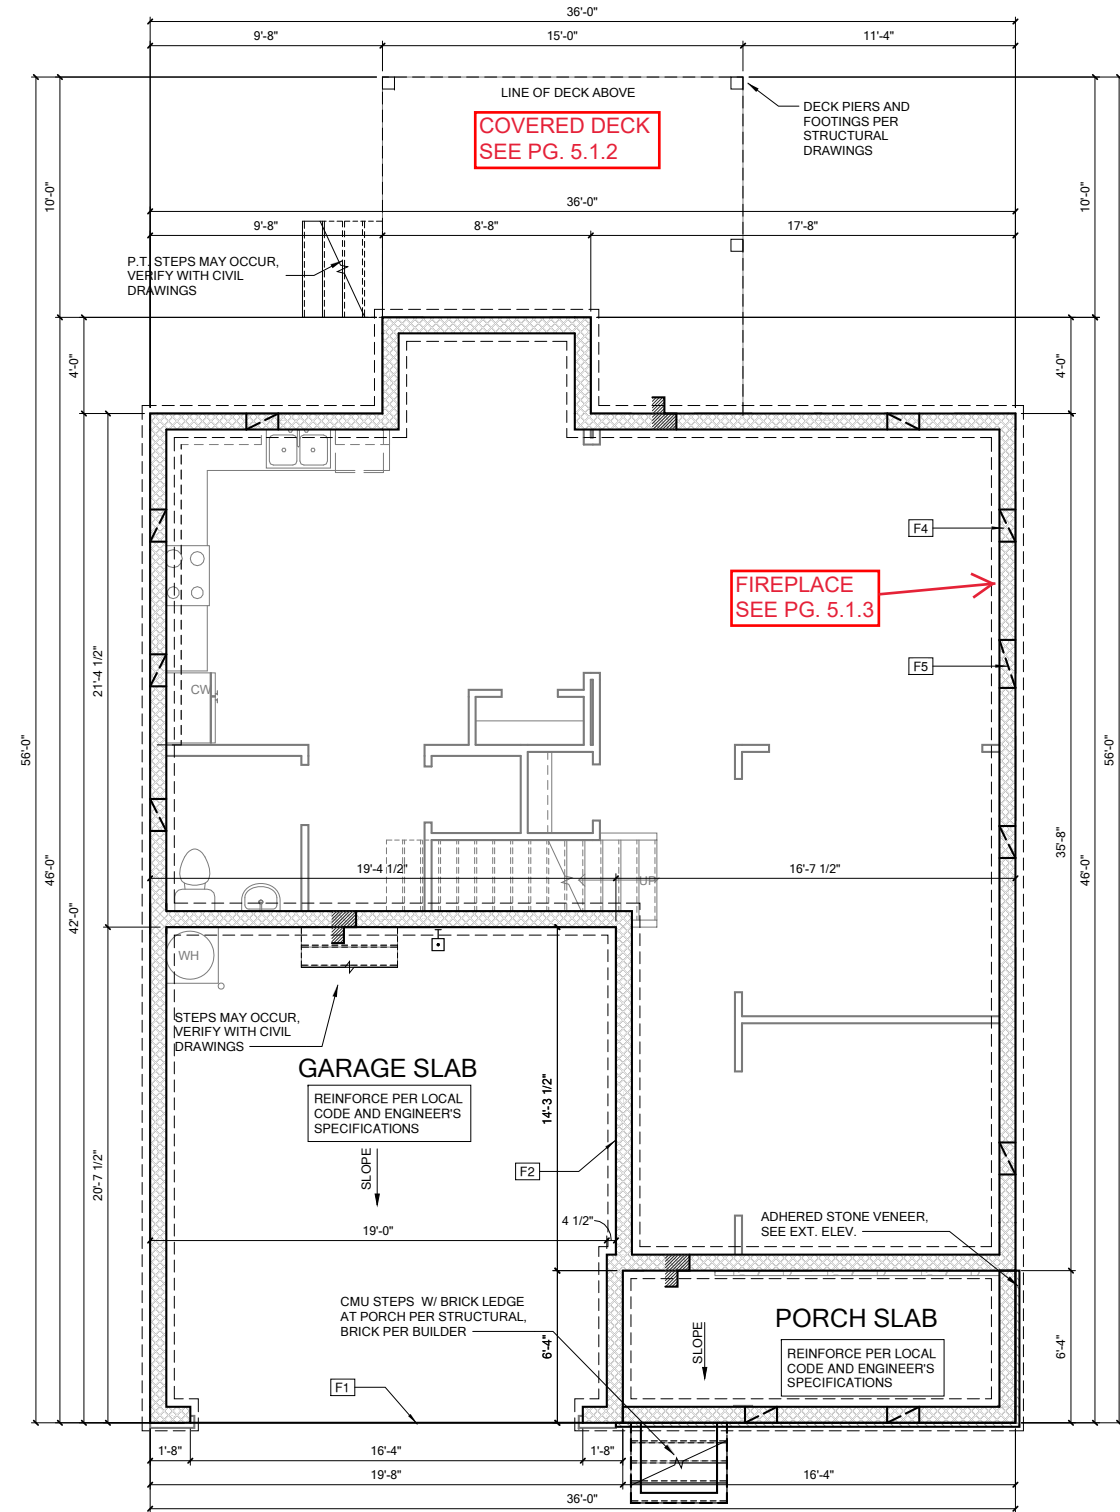 36'-0"
9'-8"
15'-0"
11'-4"
LINE OF DECK ABOVE
COVERED DECK
SEE PG. 5.1.2
DECK PIERS AND
FOOTINGS PER
STRUCTURAL
DRAWINGS
10'-0"
10'-0"
36'-0"
9'-8"
8'-8"
17'-8"
P.T. STEPS MAY OCCUR,
VERIFY WITH CIVIL
DRAWINGS
4'-0"
4'-0"
F4
FIREPLACE
SEE PG. 5.1.3
F5
CW
21'-4 1/2"
56'-0"
56'-0"
46'-0"
42'-0"
35'-8"
46'-0"
19'-4 1/2"
UP
16'-7 1/2"
WH
STEPS MAY OCCUR,
VERIFY WITH CIVIL
DRAWINGS
GARAGE SLAB
REINFORCE PER LOCAL
CODE AND ENGINEER'S
SPECIFICATIONS
SLOPE
14'-3 1/2"
F2
20'-7 1/2"
19'-0"
4 1/2"
ADHERED STONE VENEER,
SEE EXT. ELEV.
CMU STEPS W/ BRICK LEDGE
AT PORCH PER STRUCTURAL,
BRICK PER BUILDER
6'-4"
SLOPE
PORCH SLAB
REINFORCE PER LOCAL
CODE AND ENGINEER'S
SPECIFICATIONS
6'-4"
F1
1'-8"
16'-4"
1'-8"
19'-8"
16'-4"
36'-0"